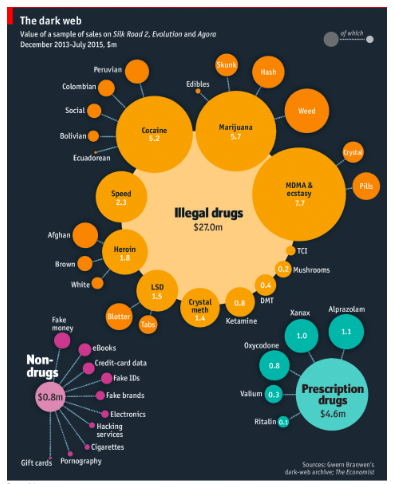 The dark web
Value of a sample of sales on Silk Road 2, Evolution and Agora
December 2013-July 2015, $m
of which
Peruvian
Colombian
Social
Bolivian
Ecuadorean
Cocaine
5.2
Edibles
Skunk
Hash
Weed
Marijuana
5.7
Crystal
Pills
MDMA &
ecstasy
7.7
Speed
2.3
Illegal drugs
$27.0m
Afghan
Brown
White
Heroin
1.8
LSD
1.5
Blotter
Tabs
Crystal
meth
1.4
0.8
Ketamine
0.4
DMT
0.2 Mushrooms
TCI
Fake
money
eBooks
Credit-card data
Fake IDs
Fake brands
Electronics
Hacking
services
Cigarettes
Pornography
Gift cards
Non-
drugs
$0.8m
Alprazolam
1.1
Xanax
1.0
Oxycodone
0.8
Valium 0.3
Ritalin 0.1
Prescription
drugs
$4.6m
Sources: Gwern Branwen's
dark-web archive; The Economist